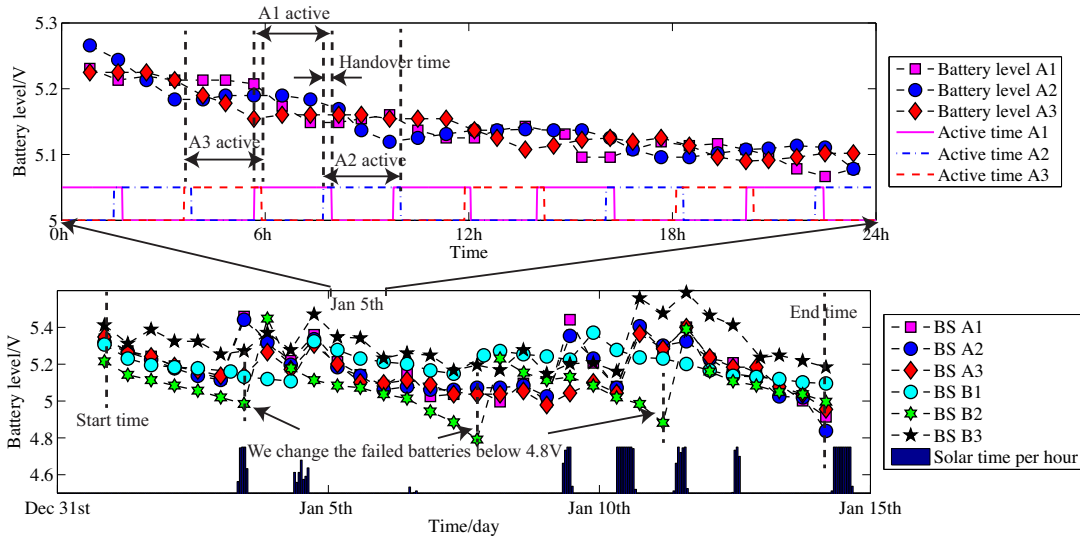 5.3
5.2
5.1
5
Battery level/V
A1 active
Handover time
A3 active
A2 active
0h
6h
12h
18h
24h
Time
Battery level A1
Battery level A2
Battery level A3
Active time A1
Active time A2
Active time A3
Jan 5th
5.4
5.2
5
4.8
4.6
Battery level/V
Start time
End time
We change the failed batteries below 4.8V
Dec 31st
Jan 5th
Jan 10th
Jan 15th
Time/day
BS A1
BS A2
BS A3
BS B1
BS B2
BS B3
Solar time per hour